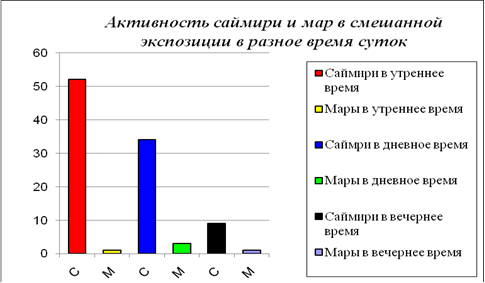 Активность саймири и мар в смешанной
экспозиции в разное время суток
60
50
40
30
20
10
0
С М С М С М
Саймири в утреннее
время
Мары в утреннее время
Саймри в дневное время
Мары в дневное время
Саймири в вечернее
время
Мары в вечернее время